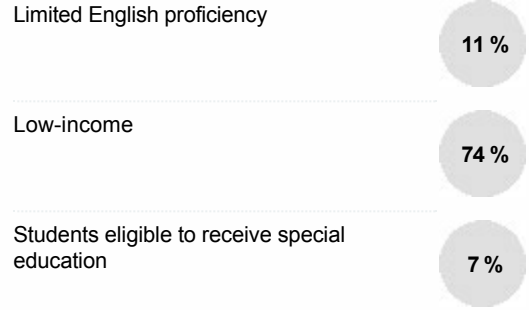 Limited English proficiency
11 %
Low-income
74 %
Students eligible to receive special
education
7 %